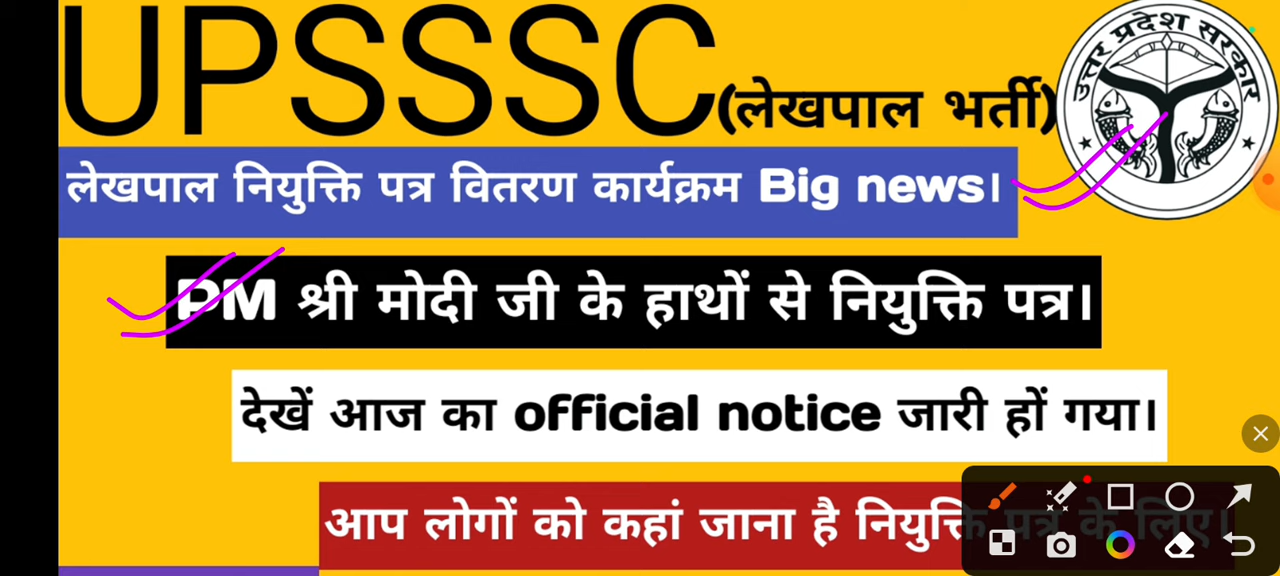 UPSSSC(लेखपाल भर्ती)
उत्तर प्रदेश सरकार
लेखपाल नियुक्ति पत्र वितरण कार्यक्रम Big news।
PM श्री मोदी जी के हाथों से नियुक्ति पत्र।
देखें आज का official notice जारी हों गया।
आप लोगों को कहां जाना है नियुक्ति पत्र के लिए।